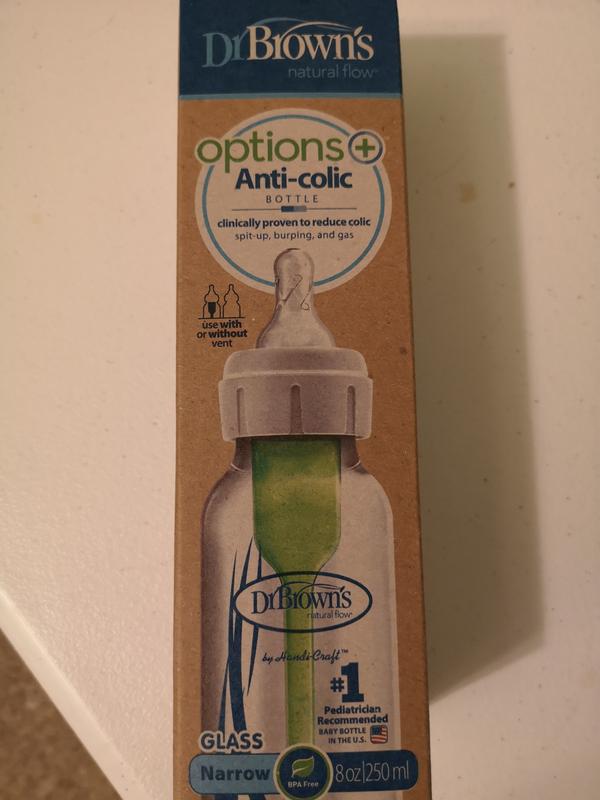 Dr Brown's
natural flow®
options+
Anti-colic
BOTTLE
clinically proven to reduce colic
spit-up, burping, and gas
use with
or without
vent
Dr Brown's
natural flow®
by Handi-Craft™
#1
Pediatrician
Recommended
BABY BOTTLE
IN THE U.S.
GLASS
Narrow
BPA Free
8 oz|250 ml